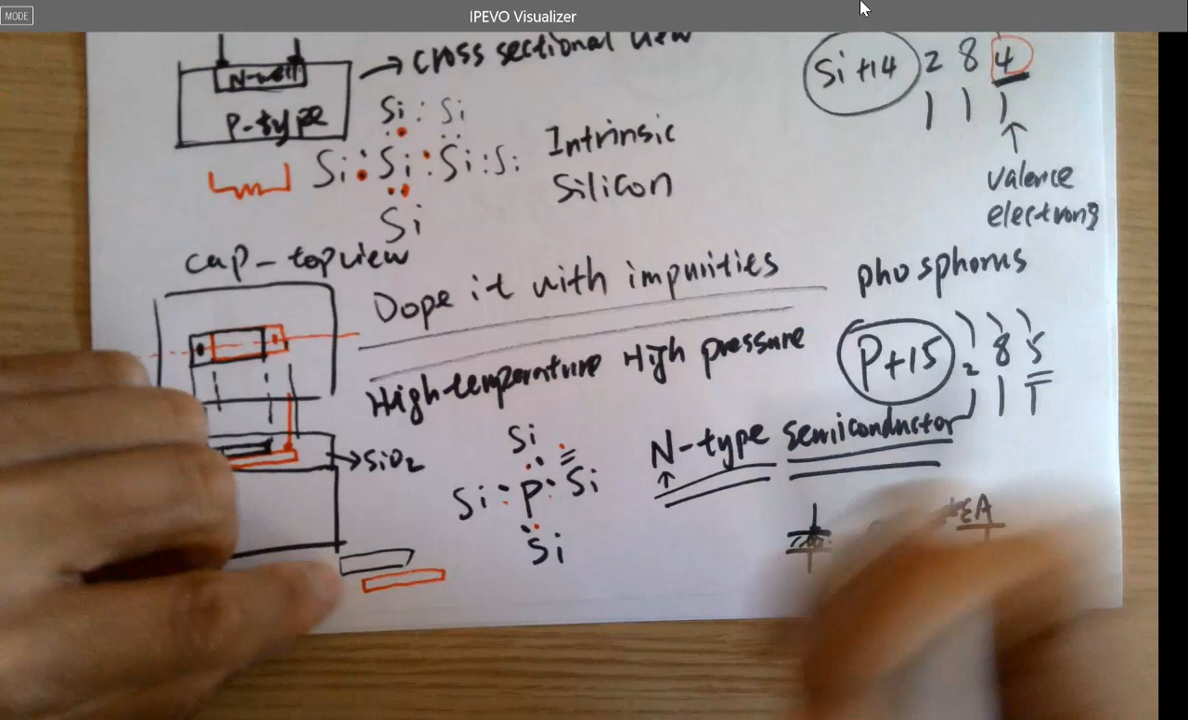 MODE
IPEVO Visualizer
cross sectional view
N-well
P-type
Si : Si
Si : Si : Si : Si
Si
Intrinsic
Silicon
Si +14 2 8 4
valence
electrons
cap - top view
Dope it with impurities
High-temperature High pressure
phosphorus
P+15 2 8 5
N-type semiconductor
SiO2
Si
Si : P : Si
Si
εA